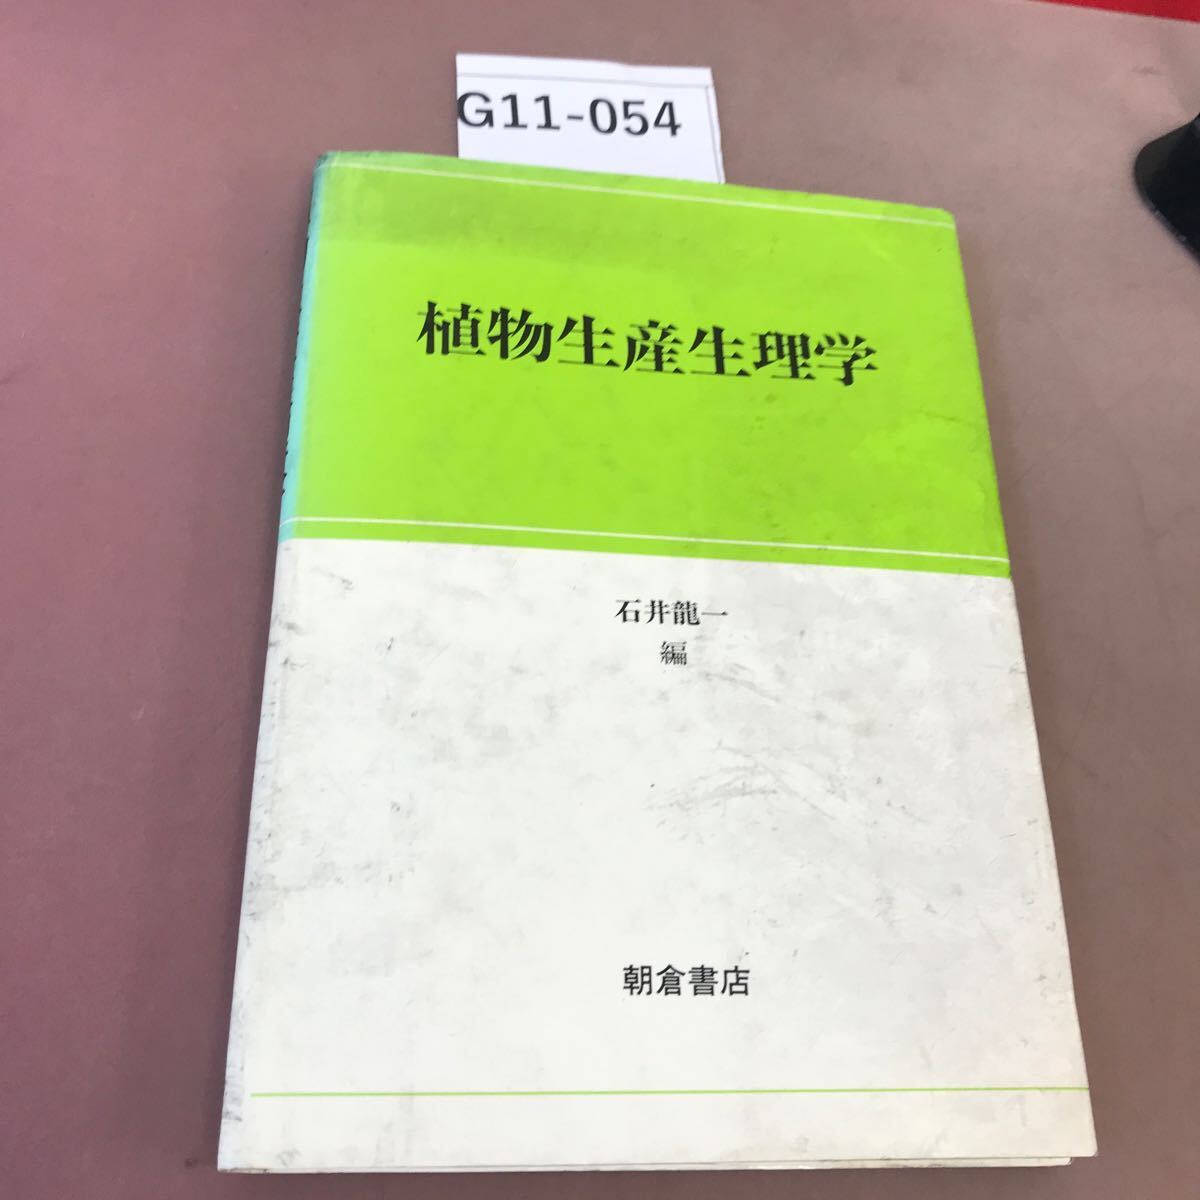 G11-054
植物生産生理学
石井龍一
編
朝倉書店